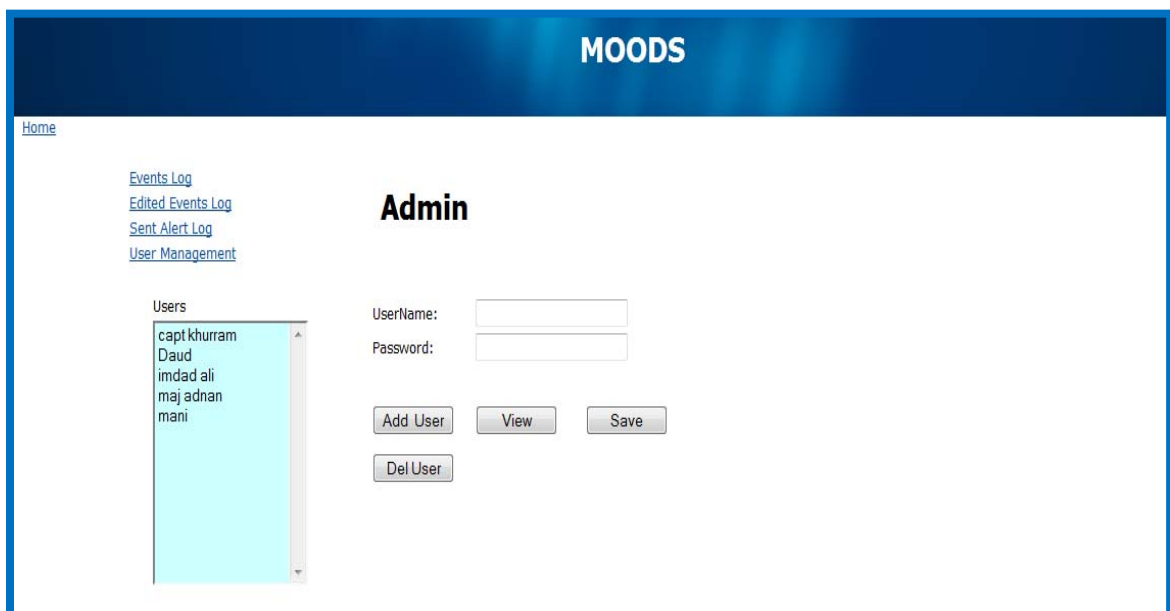 MOODS
Home
Events Log
Edited Events Log
Sent Alert Log
User Management
Admin
Users
capt khurram
Daud
imdad ali
maj adnan
mani
UserName:
Password:
Add User View Save
Del User